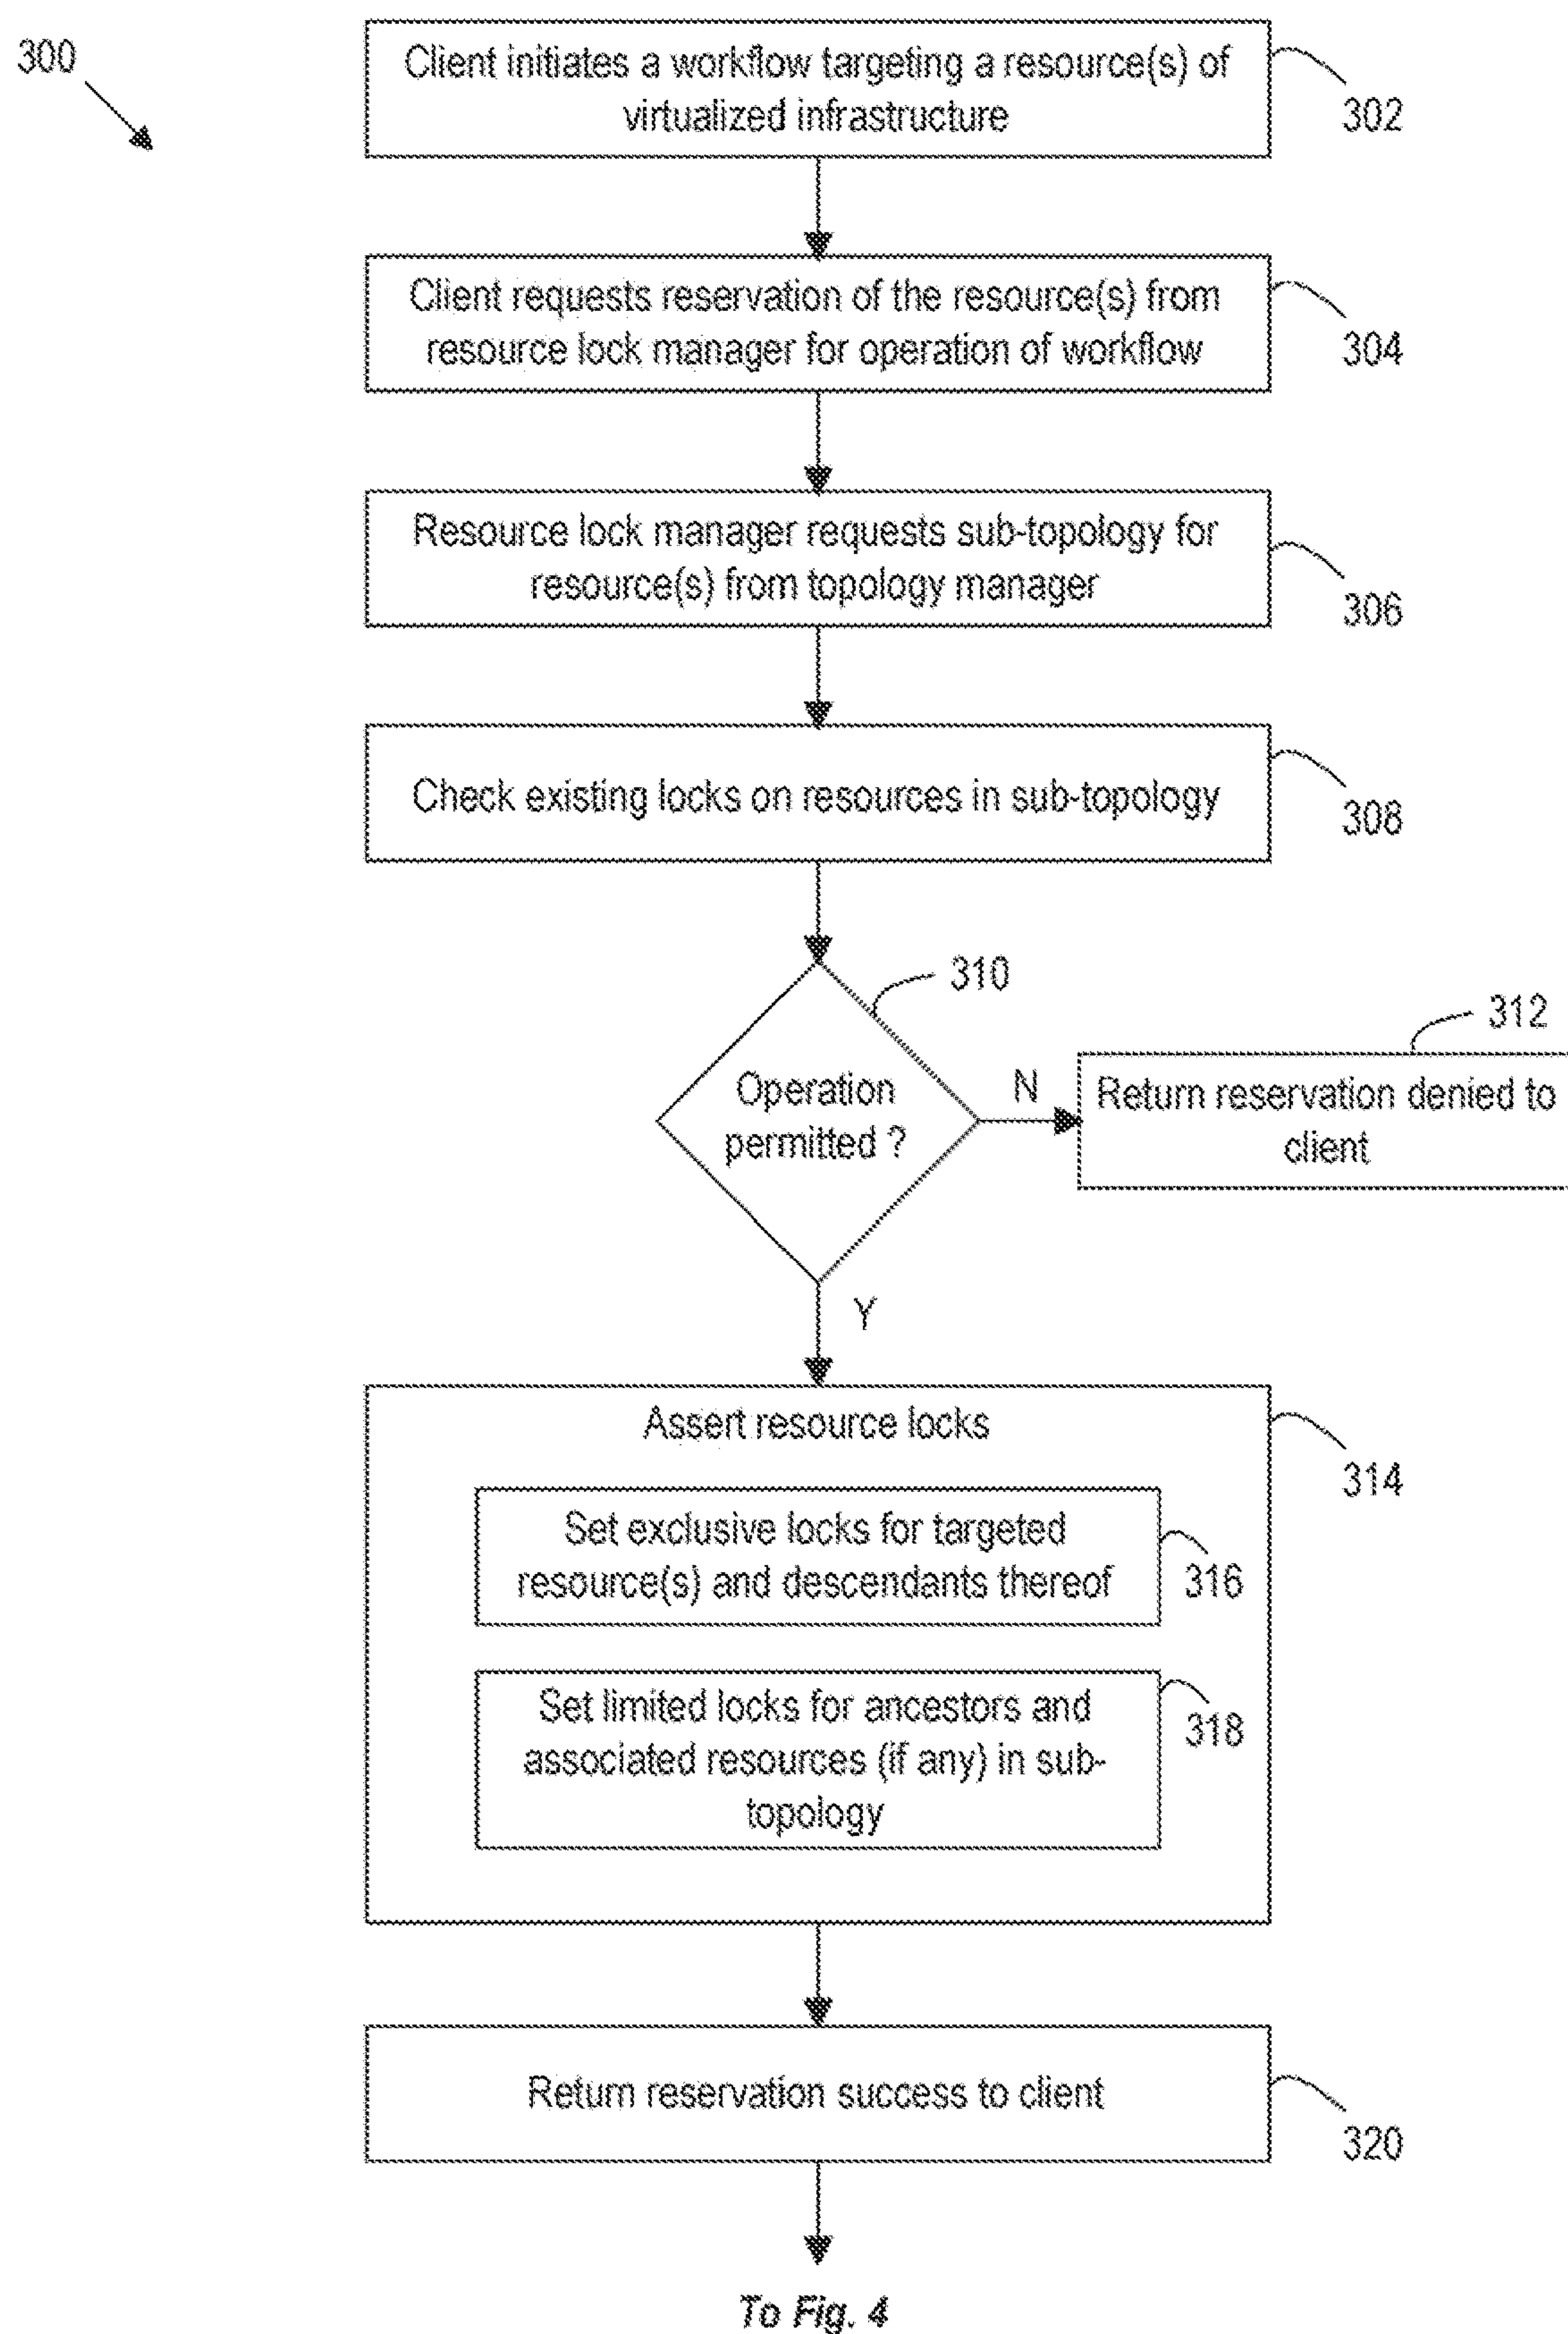 300
Client initiates a workflow targeting a resource(s) of
virtualized infrastructure
302
Client requests reservation of the resource(s) from
resource lock manager for operation of workflow
304
Resource lock manager requests sub-topology for
resource(s) from topology manager
306
Check existing locks on resources in sub-topology
308
310
Operation
permitted ?
N
312
Return reservation denied to
client
Y
Assert resource locks
314
Set exclusive locks for targeted
resource(s) and descendants thereof
316
Set limited locks for ancestors and
associated resources (if any) in sub-
topology
318
Return reservation success to client
320
To Fig. 4